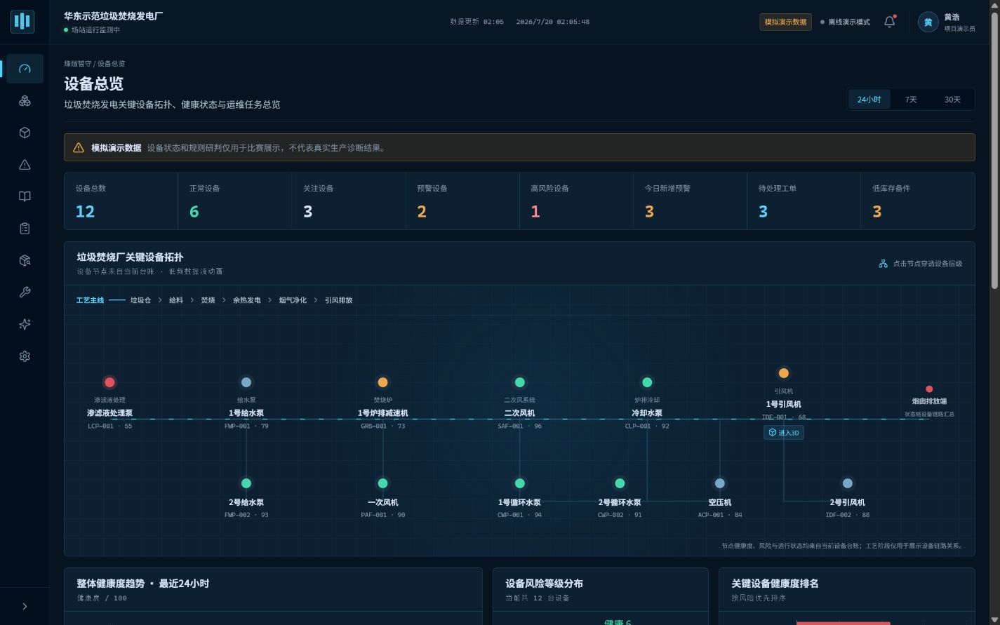 华东示范垃圾焚烧发电厂
场站运行监测中
数据更新 02:05 2026/7/20 02:05:48
模拟演示数据
离线演示模式
黄
黄浩
项目演示员
烽燧智守 / 设备总览
设备总览
垃圾焚烧发电关键设备拓扑、健康状态与运维任务总览
24小时 7天 30天
模拟演示数据 设备状态和规则研判仅用于比赛展示，不代表真实生产诊断结果。
设备总数 正常设备 关注设备 预警设备 高风险设备 今日新增预警 待处理工单 低库存备件
12 6 3 2 1 3 3 3
垃圾焚烧厂关键设备拓扑
设备节点来自当前台账 · 低频数据流动画
点击节点穿透设备层级
工艺主线 垃圾仓 > 给料 > 焚烧 > 余热发电 > 烟气净化 > 引风排放
渗滤液处理
渗滤液处理泵
LCP-001 · 55
给水泵
1号给水泵
FWP-001 · 79
焚烧炉
1号炉排减速机
GRB-001 · 73
二次风系统
二次风机
SAF-001 · 96
炉排冷却
冷却水泵
CLP-001 · 92
引风机
1号引风机
IDF-001 · 68
进入3D
烟囱排放端
状态随设备链路汇总
2号给水泵
FWP-002 · 93
一次风机
PAF-001 · 90
1号循环水泵
CWP-001 · 94
2号循环水泵
CWP-002 · 91
空压机
ACP-001 · 84
2号引风机
IDF-002 · 88
节点健康度、风险与运行状态均来自当前设备台账；工艺阶段仅用于展示设备链路关系。
整体健康度趋势 · 最近24小时
健康度 / 100
设备风险等级分布
当前共 12 台设备
健康 6
关键设备健康度排名
按风险优先排序